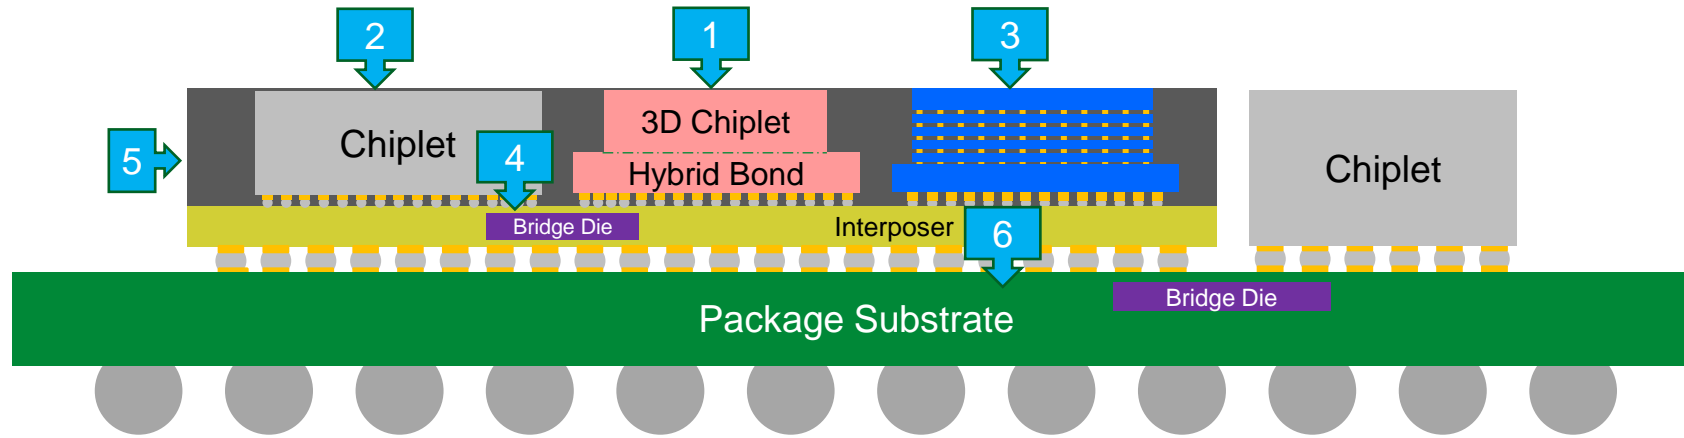 2
1
3
5
Chiplet
4
3D Chiplet
Hybrid Bond
Chiplet
Bridge Die
Interposer
6
Bridge Die
Package Substrate